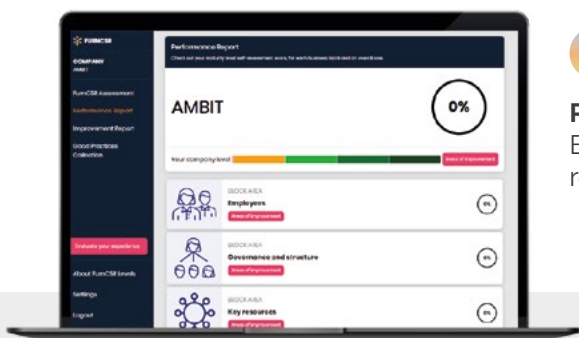 FURNCSR
COMPANY
AMBIT
FurnCSR Assessment
Performance Report
Improvement Report
Good Practices
Collection
Evaluate your experience
About FurnCSR Levels
Settings
Logout
Performance Report
Check out your maturity level self-assessment score, for each business block and an overall one.
AMBIT
0%
Your company level
Areas of improvement
BLOCK AREA
Employees
Areas of improvement
0%
BLOCK AREA
Governance and structure
Areas of improvement
0%
BLOCK AREA
Key resources
Areas of improvement
0%